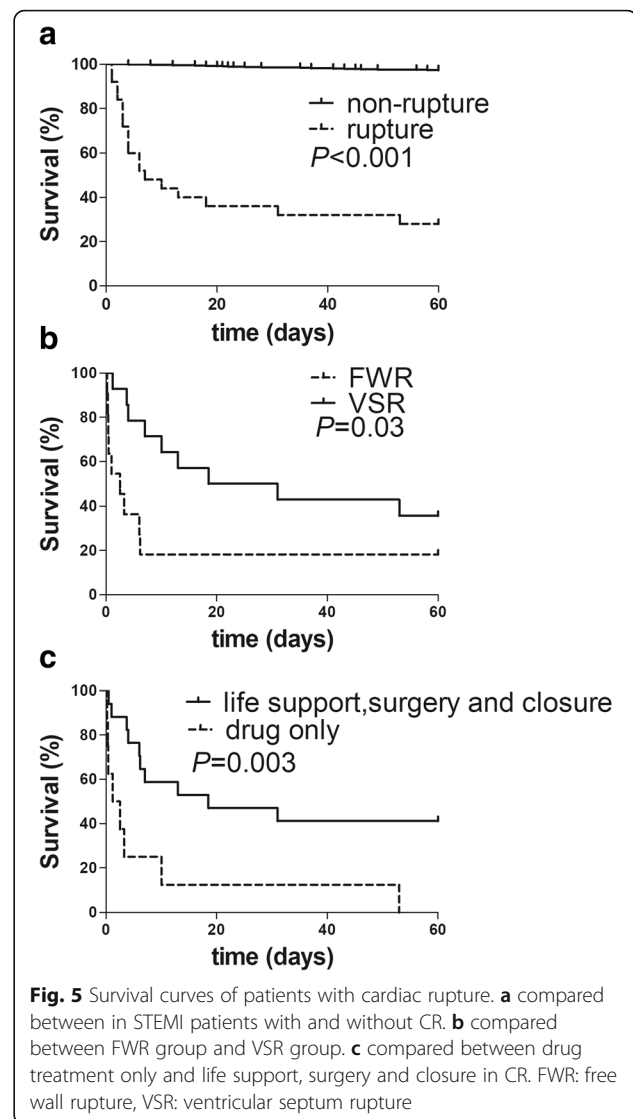 a
100
80
60
40
20
0
Survival (%)
non-rupture
rupture
P<0.001
0 20 40 60
time (days)
b
100
80
60
40
20
0
Survival (%)
FWR
VSR
P=0.03
0 20 40 60
time (days)
c
100
80
60
40
20
0
Survival (%)
life support,surgery and closure
drug only
P=0.003
0 20 40 60
time (days)
Fig. 5 Survival curves of patients with cardiac rupture. a compared
between in STEMI patients with and without CR. b compared
between FWR group and VSR group. c compared between drug
treatment only and life support, surgery and closure in CR. FWR: free
wall rupture, VSR: ventricular septum rupture